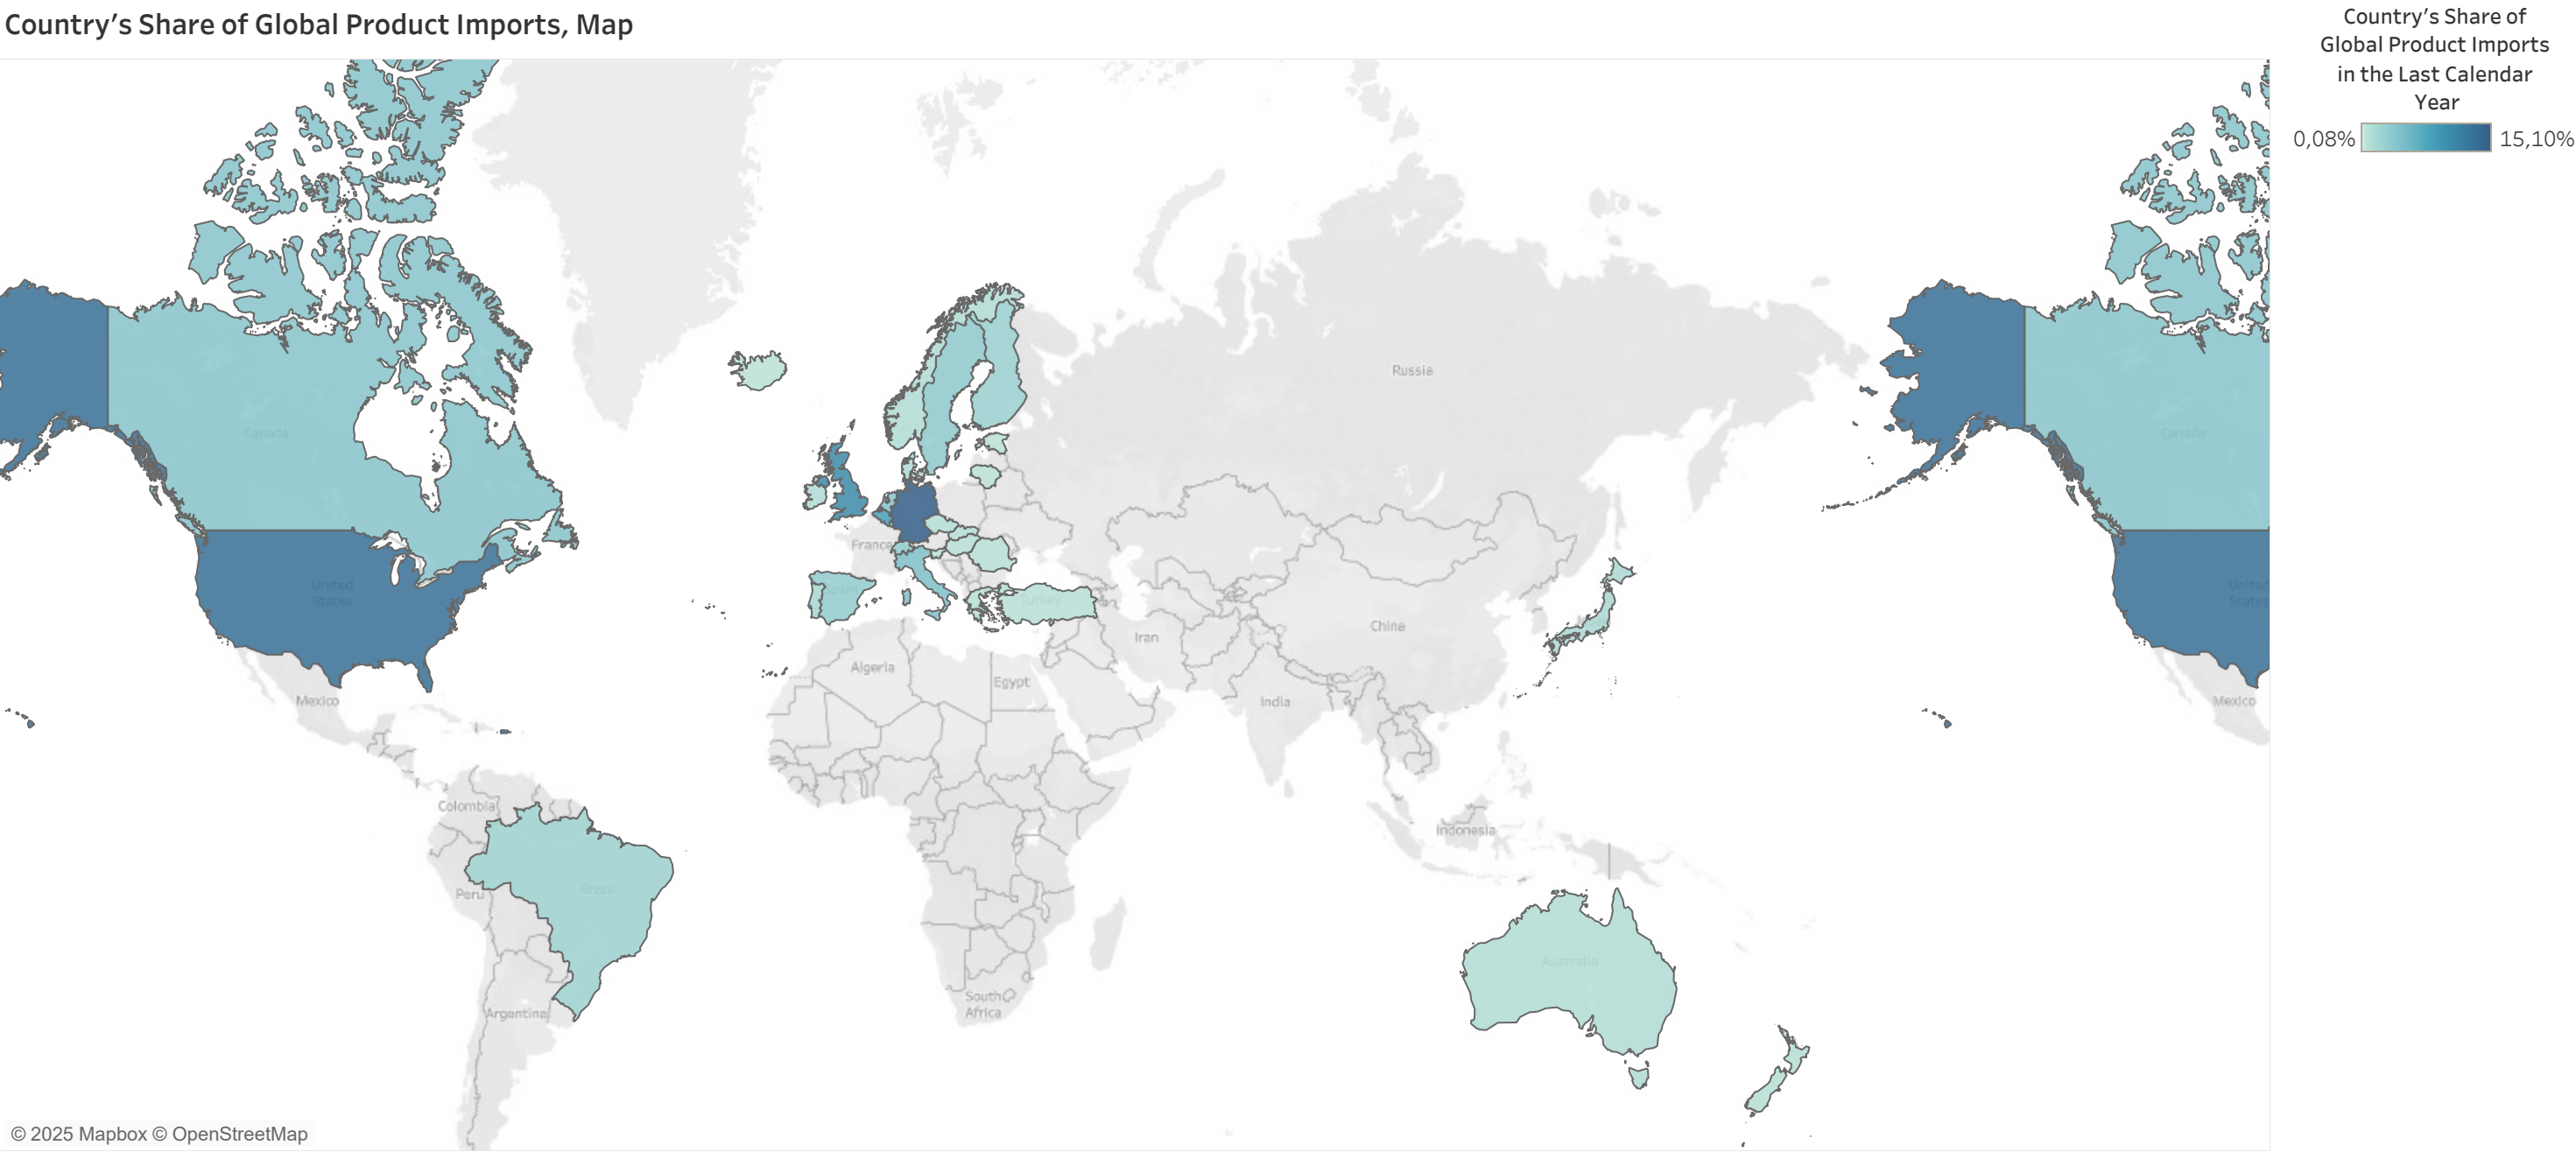 Country's Share of Global Product Imports, Map
Country's Share of
Global Product Imports
in the Last Calendar
Year
0,08%
15,10%
Russia
Canada
Canada
France
United
States
United
States
Spain
Turkey
China
Iran
Algeria
Egypt
India
Mexico
Mexico
Colombia
Indonesia
Brazil
Peru
Australia
South
Africa
Argentina
© 2025 Mapbox © OpenStreetMap